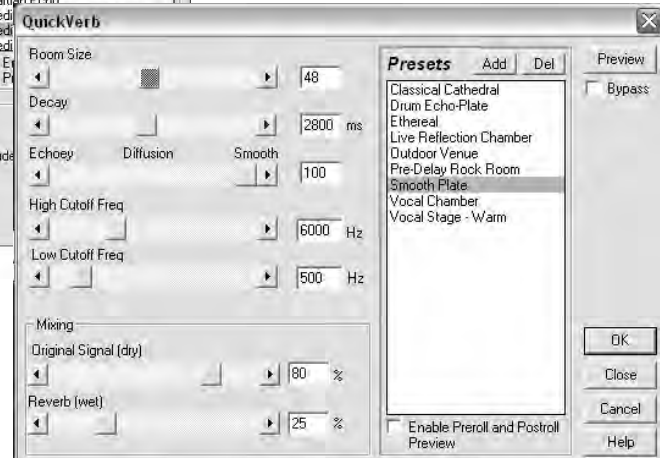 QuickVerb
Room Size
48
Decay
2800 ms
Echoey Diffusion Smooth
100
High Cutoff Freq
6000 Hz
Low Cutoff Freq
500 Hz
Mixing
Original Signal (dry)
80 %
Reverb (wet)
25 %
Presets Add Del
Classical Cathedral
Drum Echo-Plate
Ethereal
Live Reflection Chamber
Outdoor Venue
Pre-Delay Rock Room
Smooth Plate
Vocal Chamber
Vocal Stage - Warm
Enable Preroll and Postroll
Preview
Preview
Bypass
OK
Close
Cancel
Help